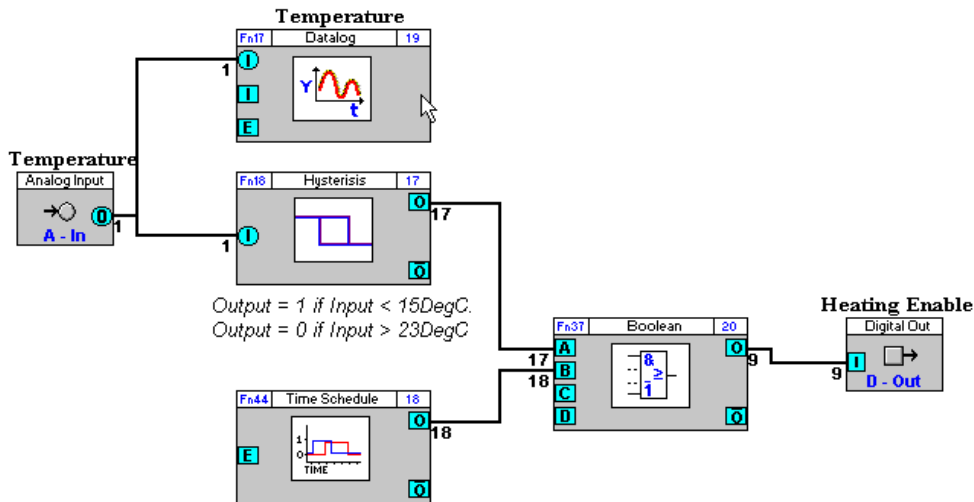 Temperature
Fn17 Datalog 19
I
1
I
Y
t
E
Temperature
Analog Input
O
A - In
1
Fn18 Hysterisis 17
O
17
1
I
O
Output = 1 if Input < 15DegC.
Output = 0 if Input > 23DegC
Fn44 Time Schedule 18
O
18
1
0
TIME
E
O
Fn37 Boolean 20
A
17
B
18
C
D
&
≥
1
O
9
O
Heating Enable
Digital Out
I
9
D - Out